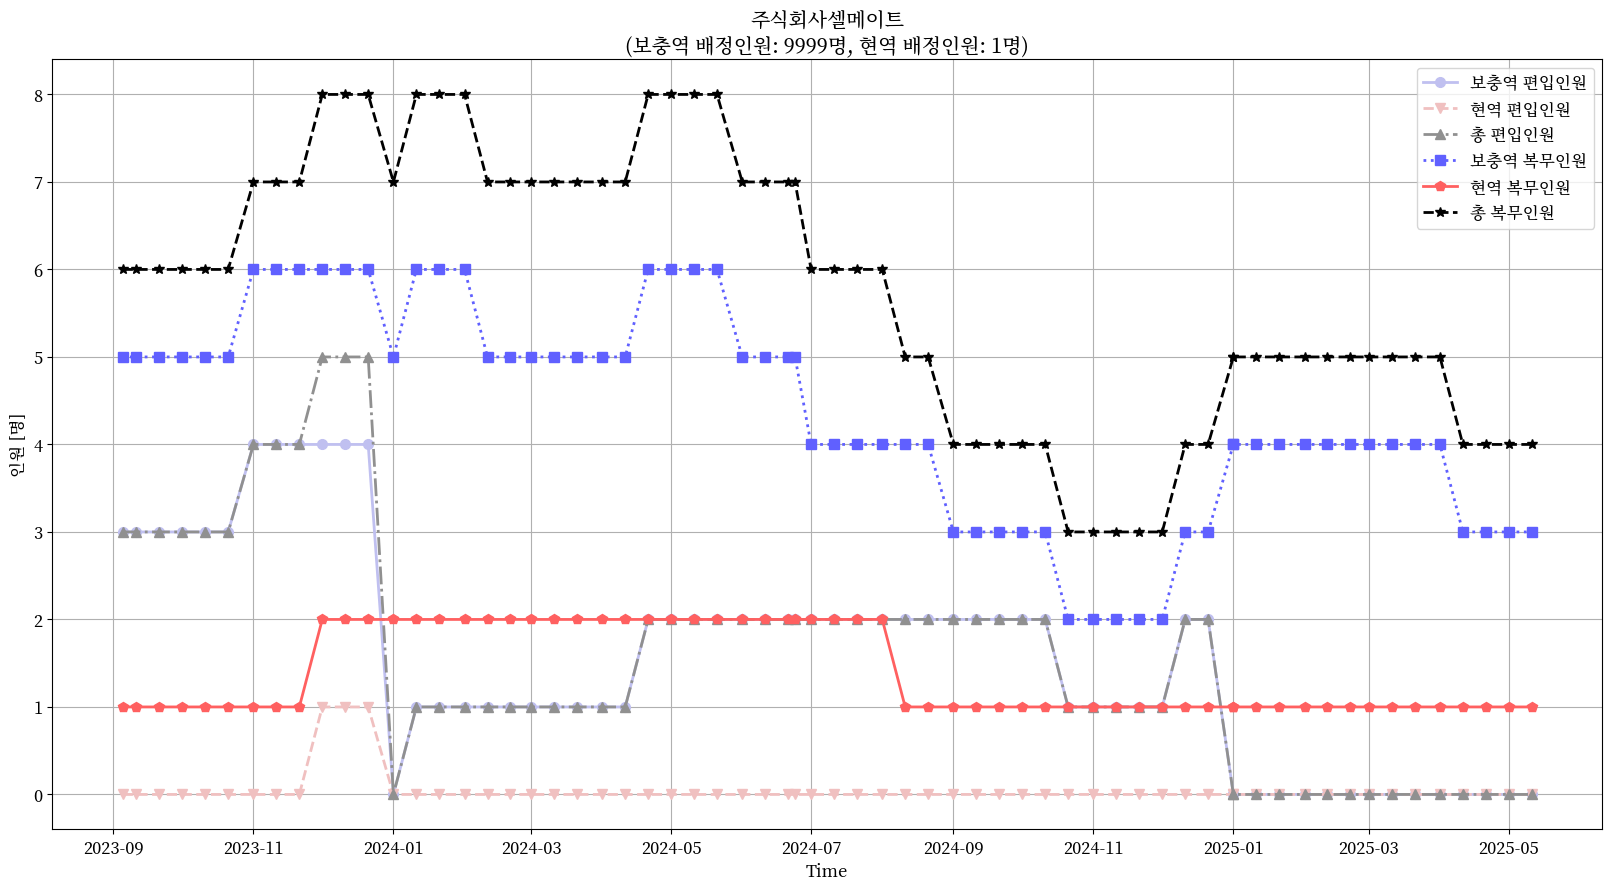 주식회사셀메이트
(보충역 배정인원: 9999명, 현역 배정인원: 1명)
보충역 편입인원
현역 편입인원
총 편입인원
보충역 복무인원
현역 복무인원
총 복무인원
인원 [명]
8
7
6
5
4
3
2
1
0
2023-09
2023-11
2024-01
2024-03
2024-05
2024-07
2024-09
2024-11
2025-01
2025-03
2025-05
Time